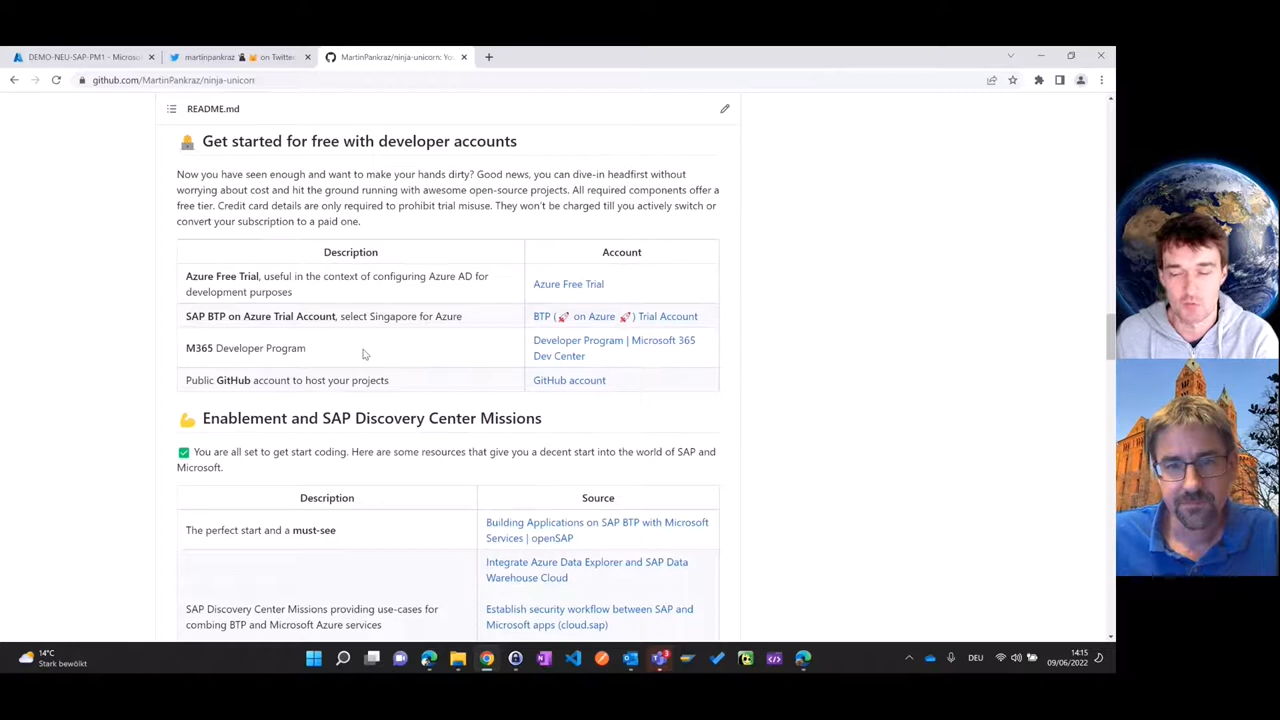 DEMO-NEU-SAP-PM1 - Microso
martinpankraz on Twitte
MartinPankraz/ninja-unicorn: Yo
github.com/MartinPankraz/ninja-unicorn
README.md
Get started for free with developer accounts
Now you have seen enough and want to make your hands dirty? Good news, you can dive-in headfirst without
worrying about cost and hit the ground running with awesome open-source projects. All required components offer a
free tier. Credit card details are only required to prohibit trial misuse. They won't be charged till you actively switch or
convert your subscription to a paid one.
Description
Account
Azure Free Trial, useful in the context of configuring Azure AD for
development purposes
Azure Free Trial
SAP BTP on Azure Trial Account, select Singapore for Azure
BTP (🚀 on Azure 🚀) Trial Account
M365 Developer Program
Developer Program | Microsoft 365
Dev Center
Public GitHub account to host your projects
GitHub account
Enablement and SAP Discovery Center Missions
You are all set to get start coding. Here are some resources that give you a decent start into the world of SAP and
Microsoft.
Description
Source
The perfect start and a must-see
Building Applications on SAP BTP with Microsoft
Services | openSAP
Integrate Azure Data Explorer and SAP Data
Warehouse Cloud
SAP Discovery Center Missions providing use-cases for
combing BTP and Microsoft Azure services
Establish security workflow between SAP and
Microsoft apps (cloud.sap)
14°C
Stark bewölkt
DEU
14:15
09/06/2022